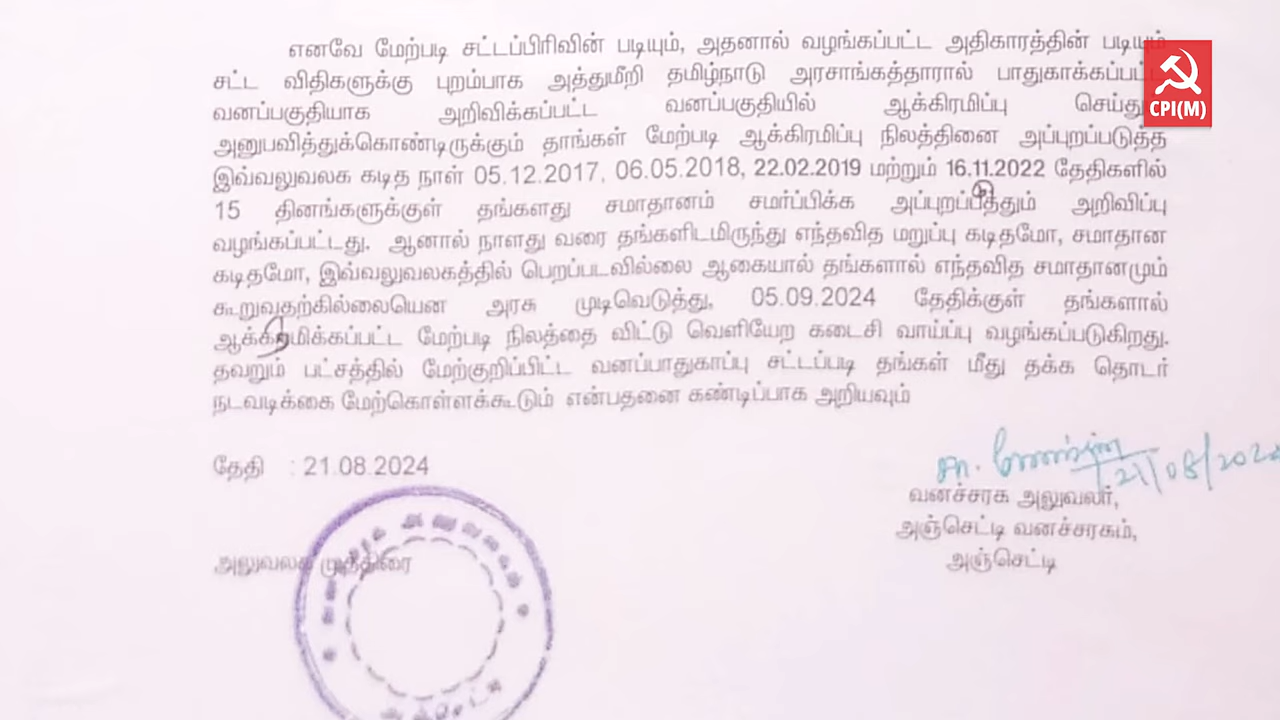 எனவே மேற்படி சட்டப்பிரிவின் படியும், அதனால் வழங்கப்பட்ட அதிகாரத்தின் படியும்
சட்ட விதிகளுக்கு புறம்பாக அத்துமீறி தமிழ்நாடு அரசாங்கத்தாரால் பாதுகாக்கப்பட்ட
வனப்பகுதியாக அறிவிக்கப்பட்ட வனப்பகுதியில் ஆக்கிரமிப்பு செய்து
அனுபவித்துக்கொண்டிருக்கும் தாங்கள் மேற்படி ஆக்கிரமிப்பு நிலத்தினை அப்புறப்படுத்த
இவ்வலுவலக கடித நாள் 05.12.2017, 06.05.2018, 22.02.2019 மற்றும் 16.11.2022 தேதிகளில்
15 தினங்களுக்குள் தங்களது சமாதானம் சமர்ப்பிக்க அறிவிப்பு
வழங்கப்பட்டது. ஆனால் நாளது வரை தங்களிடமிருந்து எந்தவித மறுப்பு கடிதமோ, சமாதான
கடிதமோ, இவ்வலுவலகத்தில் பெறப்படவில்லை ஆகையால் தங்களால் எந்தவித சமாதானமும்
கூறுவதற்கில்லையென அரசு முடிவெடுத்து, 05.09.2024 தேதிக்குள் தங்களால்
ஆக்கிரமிக்கப்பட்ட மேற்படி நிலத்தை விட்டு வெளியேற கடைசி வாய்ப்பு வழங்கப்படுகிறது.
தவறும் பட்சத்தில் மேற்குறிப்பிட்ட வனப்பாதுகாப்பு சட்டப்படி தங்கள் மீது தக்க தொடர்
நடவடிக்கை மேற்கொள்ளக்கூடும் என்பதனை கண்டிப்பாக அறியவும்
தேதி : 21.08.2024
21/08/2024
வனச்சரக அலுவலர்,
அஞ்செட்டி வனச்சரகம்,
அஞ்செட்டி
அலுவலக முத்திரை
CPI(M)